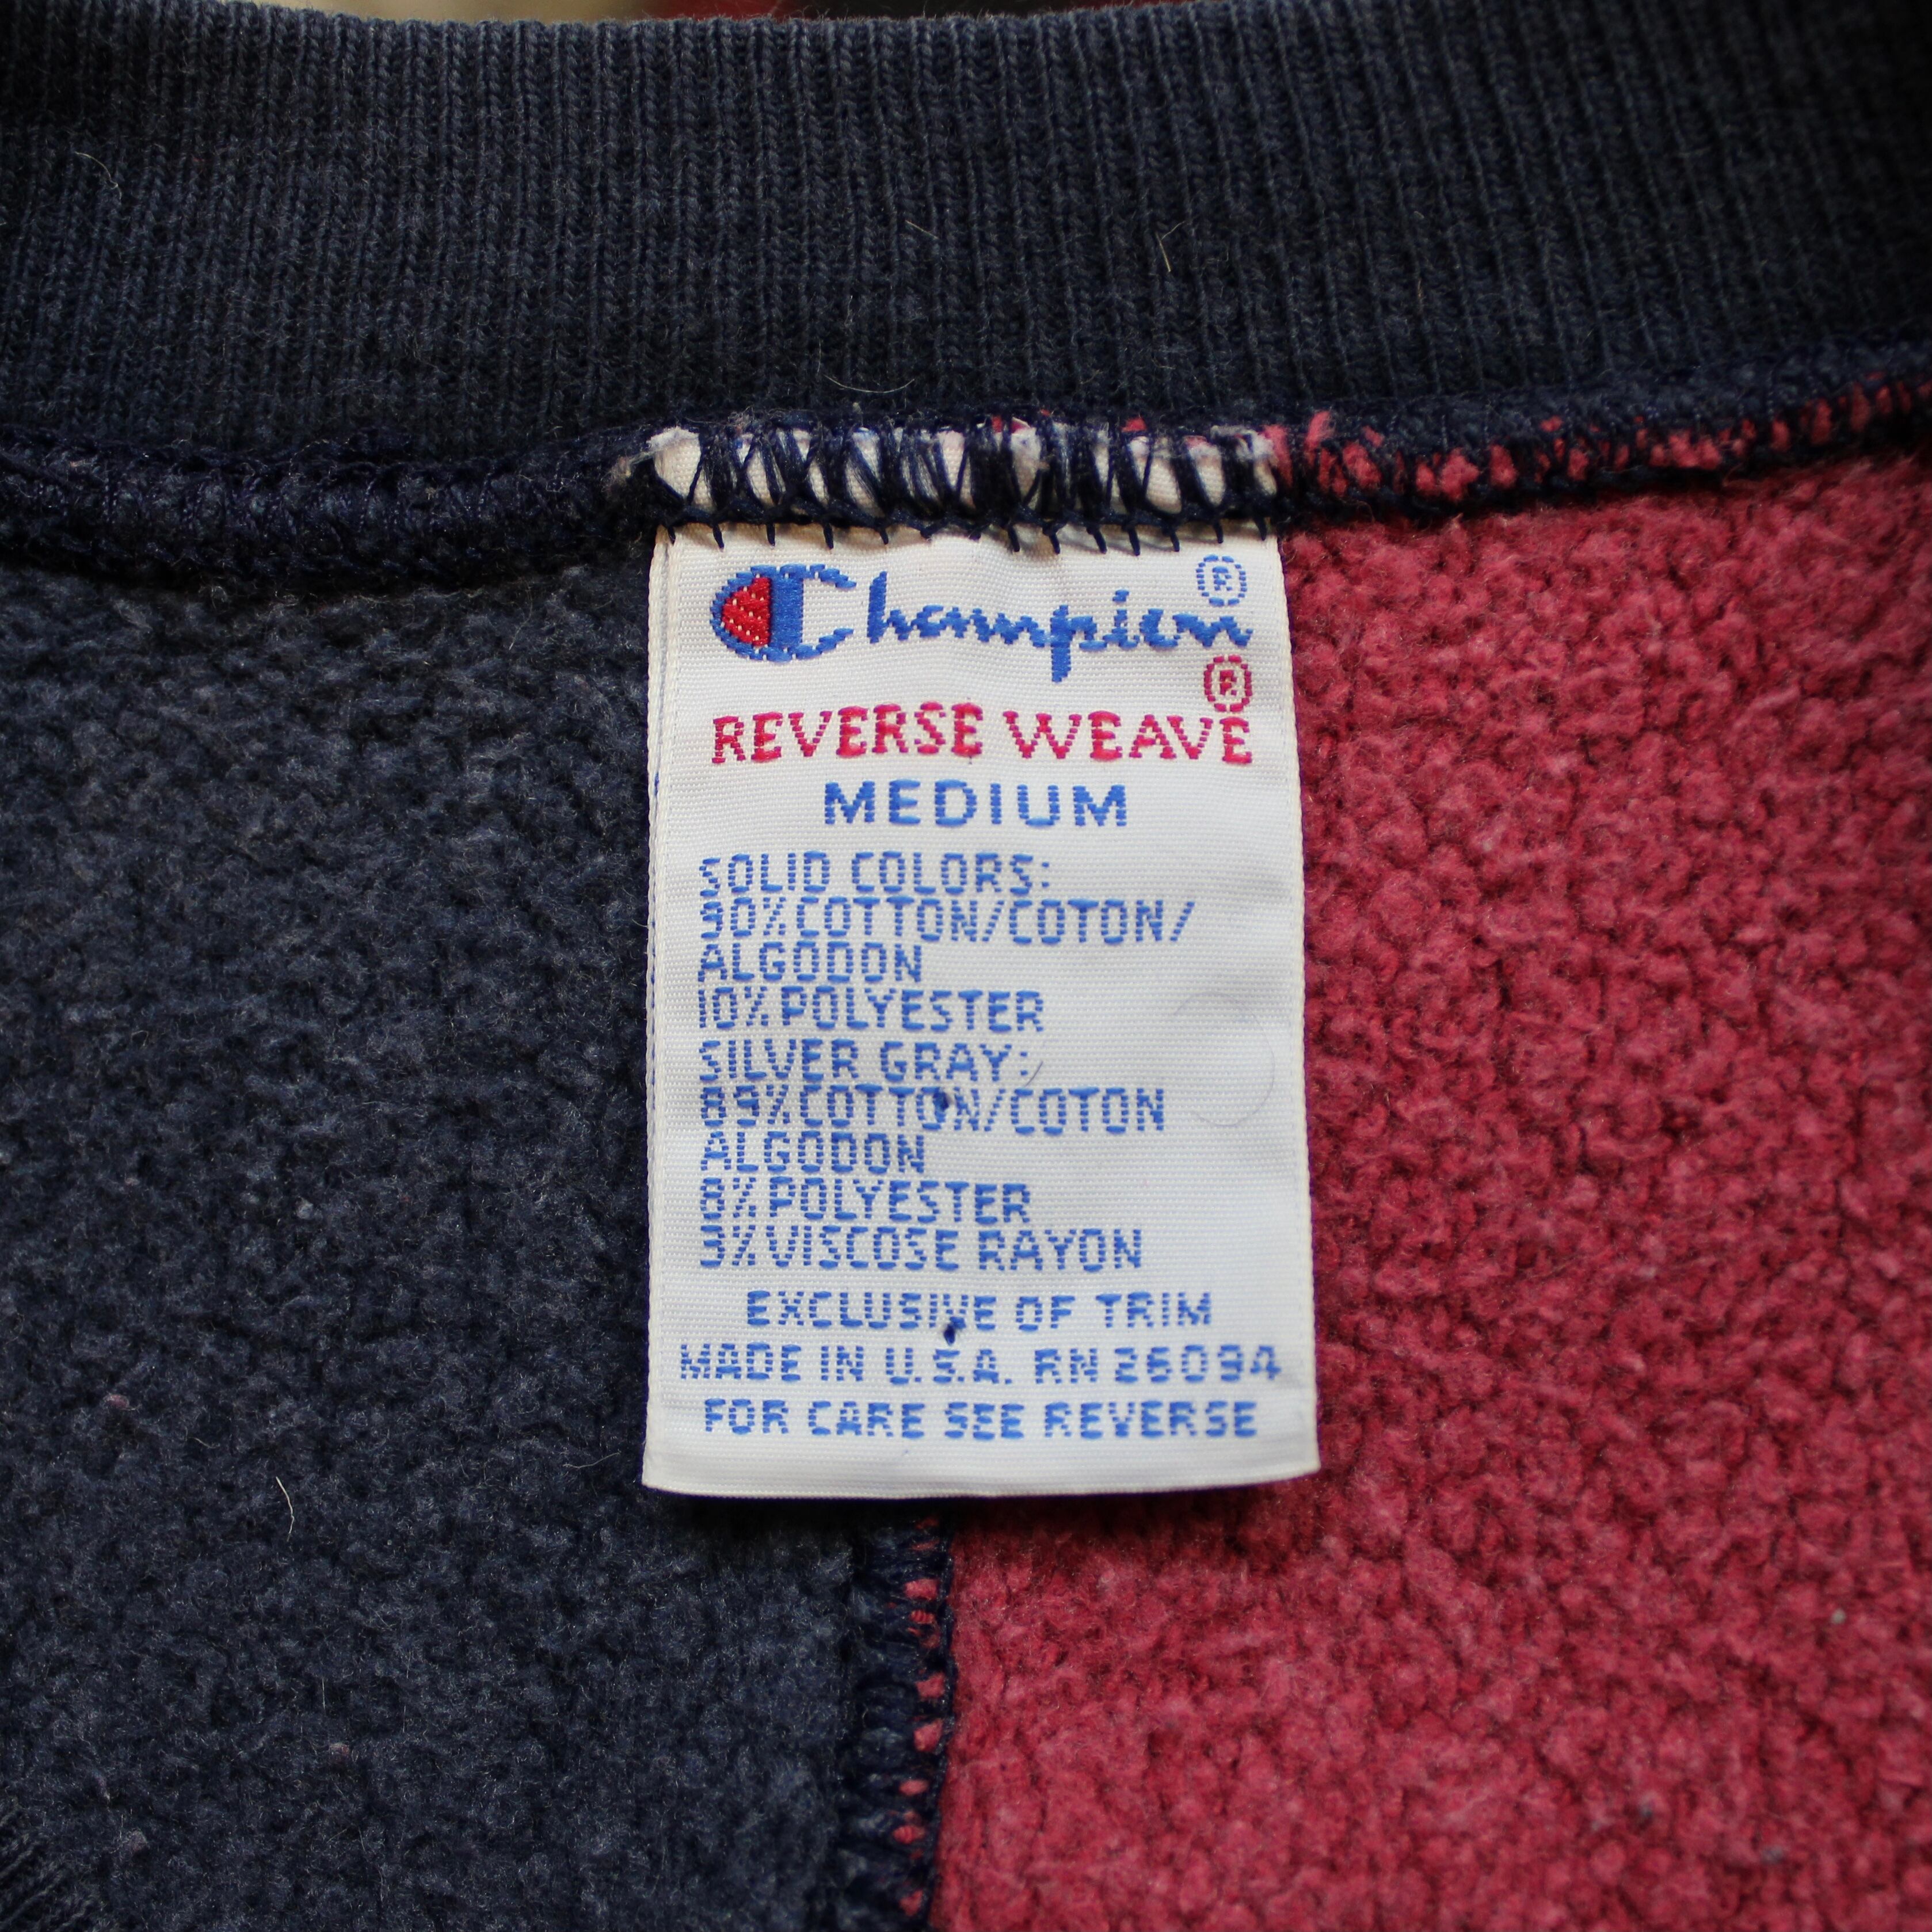 Champion®
REVERSE WEAVE®
MEDIUM
SOLID COLORS:
90%COTTON/COTON/
ALGODON
10%POLYESTER
SILVER GRAY:
89%COTTON/COTON
ALGODON
8%POLYESTER
3%VISCOSE RAYON
EXCLUSIVE OF TRIM
MADE IN U.S.A. RN 26094
FOR CARE SEE REVERSE